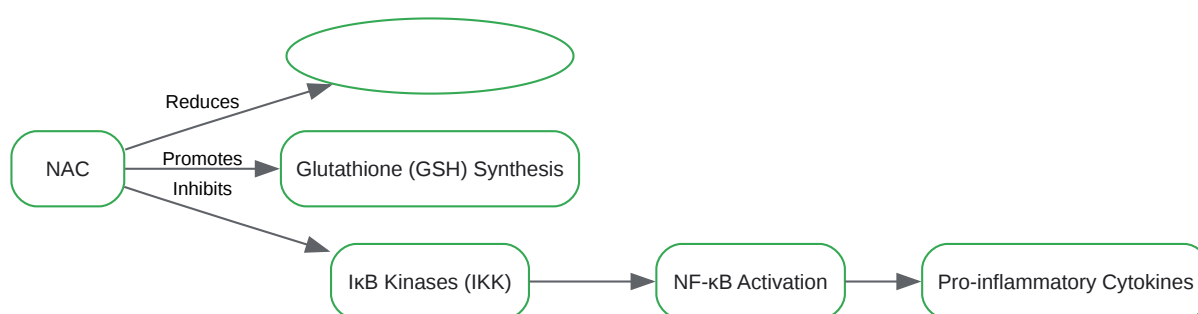 Reduces
NAC
Promotes
Glutathione (GSH) Synthesis
Inhibits
IκB Kinases (IKK)
NF-κB Activation
Pro-inflammatory Cytokines